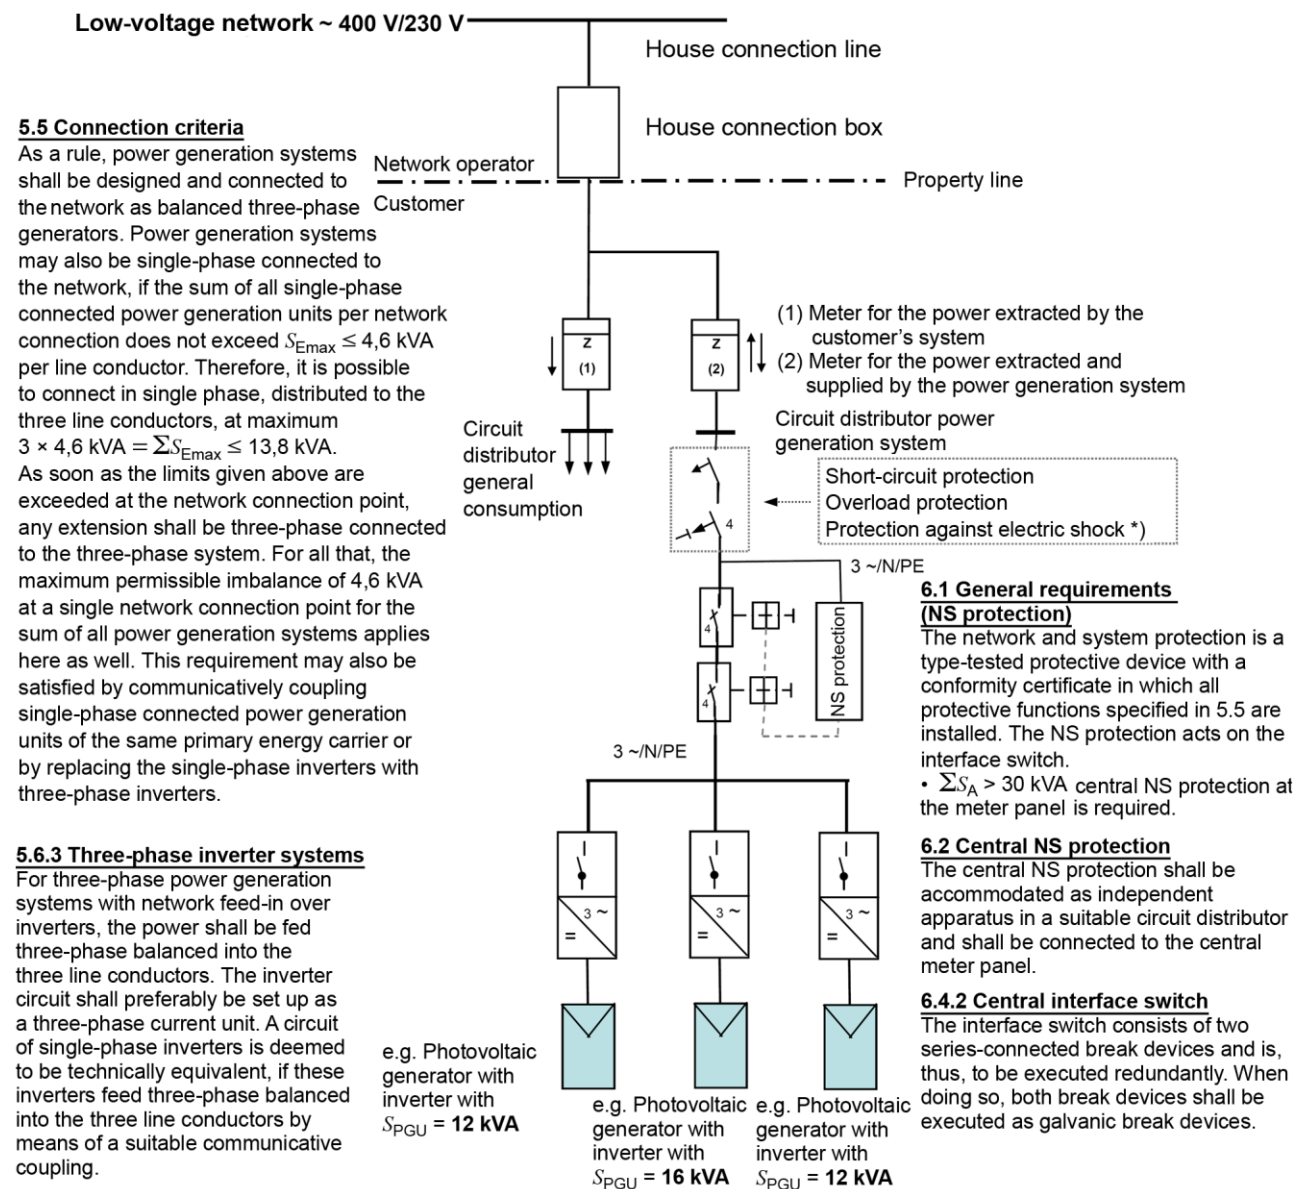 Low-voltage network ~ 400 V/230 V
House connection line
House connection box
5.5 Connection criteria
As a rule, power generation systems
shall be designed and connected to
the network as balanced three-phase
generators. Power generation systems
may also be single-phase connected to
the network, if the sum of all single-phase
connected power generation units per network
connection does not exceed SEmax ≤ 4,6 kVA
per line conductor. Therefore, it is possible
to connect in single phase, distributed to the
three line conductors, at maximum
3 × 4,6 kVA = ΣSEmax ≤ 13,8 kVA.
As soon as the limits given above are
exceeded at the network connection point,
any extension shall be three-phase connected
to the three-phase system. For all that, the
maximum permissible imbalance of 4,6 kVA
at a single network connection point for the
sum of all power generation systems applies
here as well. This requirement may also be
satisfied by communicatively coupling
single-phase connected power generation
units of the same primary energy carrier or
by replacing the single-phase inverters with
three-phase inverters.
Network operator
Customer
Property line
Z
(1)
Z
(2)
(1) Meter for the power extracted by the
customer's system
(2) Meter for the power extracted and
supplied by the power generation system
Circuit
distributor
general
consumption
Circuit distributor power
generation system
Short-circuit protection
Overload protection
Protection against electric shock *)
4
3 ~/N/PE
4
4
NS protection
3 ~/N/PE
6.1 General requirements
(NS protection)
The network and system protection is a
type-tested protective device with a
conformity certificate in which all
protective functions specified in 5.5 are
installed. The NS protection acts on the
interface switch.
• ΣSA > 30 kVA central NS protection at
the meter panel is required.
6.2 Central NS protection
The central NS protection shall be
accommodated as independent
apparatus in a suitable circuit distributor
and shall be connected to the central
meter panel.
6.4.2 Central interface switch
The interface switch consists of two
series-connected break devices and is,
thus, to be executed redundantly. When
doing so, both break devices shall be
executed as galvanic break devices.
5.6.3 Three-phase inverter systems
For three-phase power generation
systems with network feed-in over
inverters, the power shall be fed
three-phase balanced into the
three line conductors. The inverter
circuit shall preferably be set up as
a three-phase current unit. A circuit
of single-phase inverters is deemed
to be technically equivalent, if these
inverters feed three-phase balanced
into the three line conductors by
means of a suitable communicative
coupling.
3 ~
=
3 ~
=
3 ~
=
e.g. Photovoltaic
generator with
inverter with
SPGU = 12 kVA
e.g. Photovoltaic
generator with
inverter with
SPGU = 16 kVA
e.g. Photovoltaic
generator with
inverter with
SPGU = 12 kVA